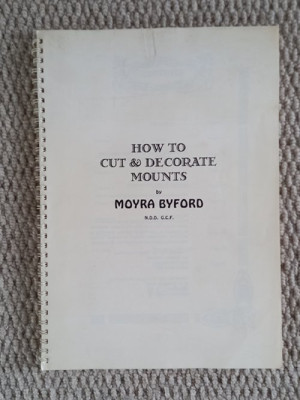 HOW TO
CUT & DECORATE
MOUNTS
by
MOYRA BYFORD
N.D.D. G.C.F.